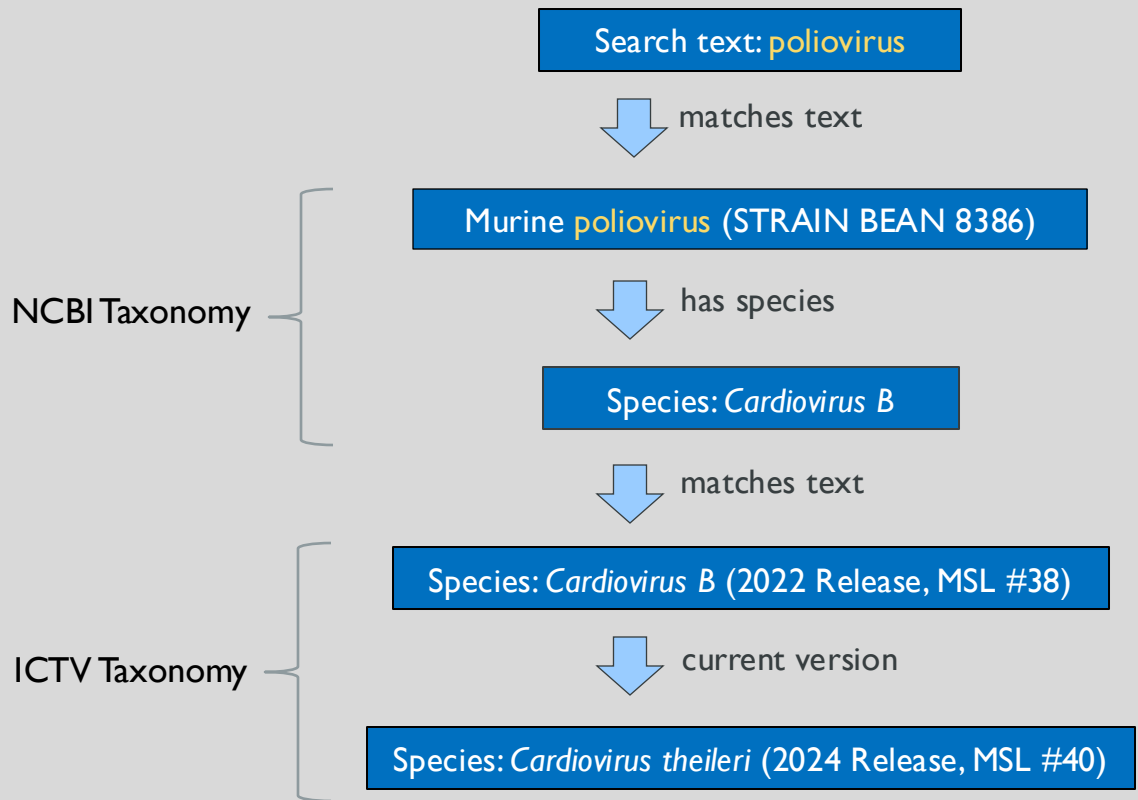 Search text: poliovirus
matches text
Murine poliovirus (STRAIN BEAN 8386)
NCBI Taxonomy
has species
Species: Cardiovirus B
matches text
Species: Cardiovirus B (2022 Release, MSL #38)
ICTV Taxonomy
current version
Species: Cardiovirus theileri (2024 Release, MSL #40)